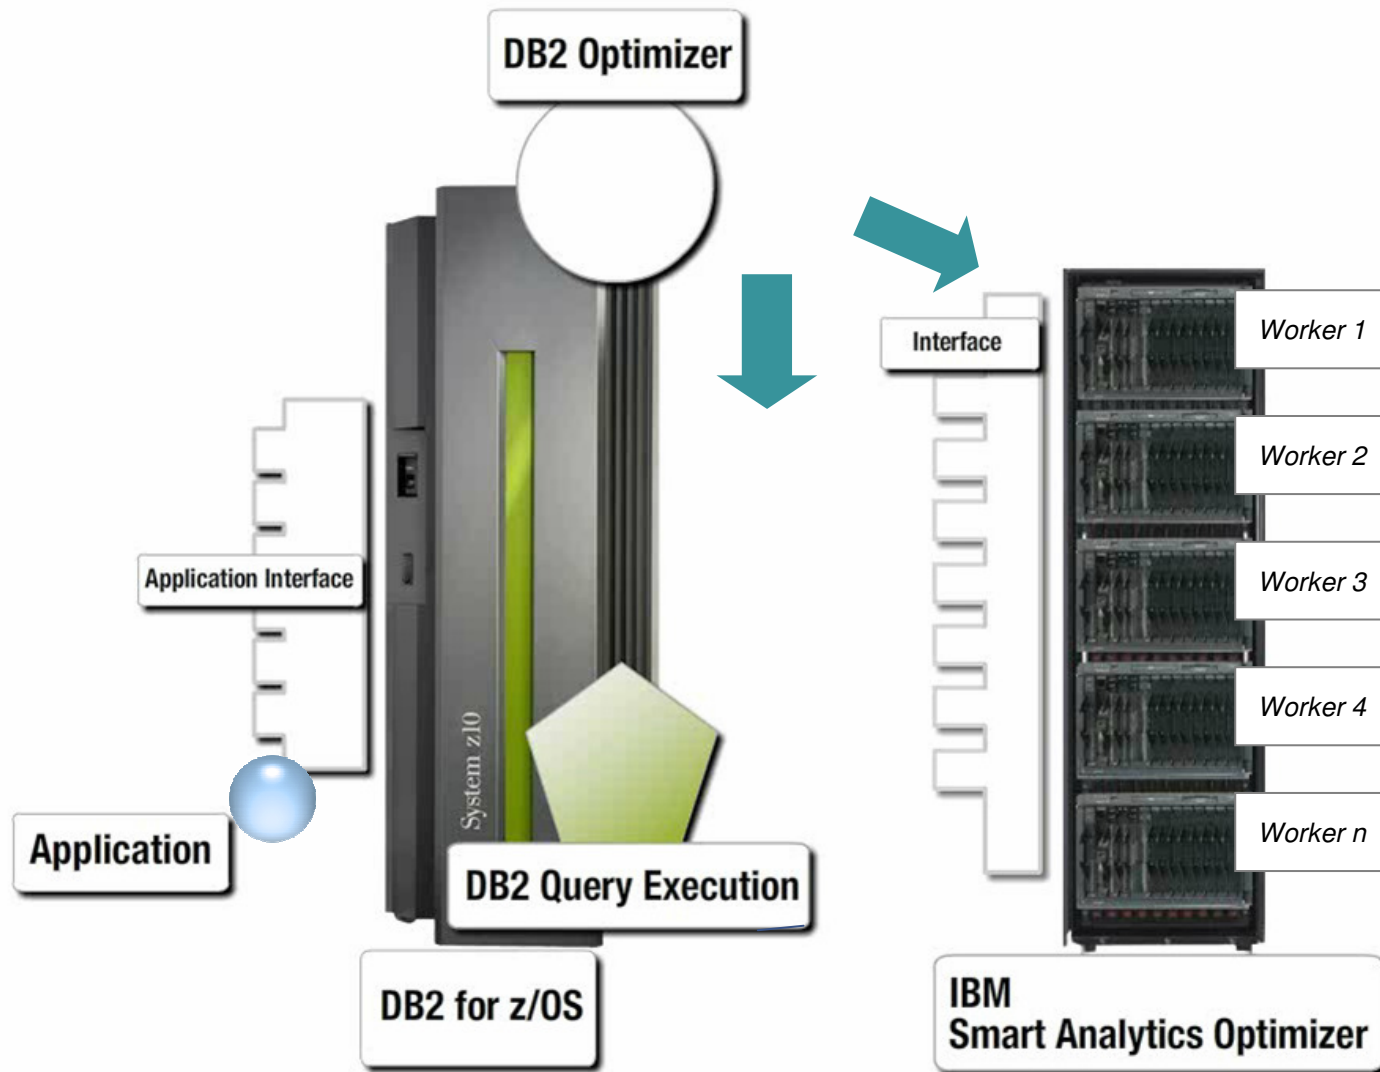 DB2 Optimizer
Interface
Worker 1
Worker 2
Application Interface
Worker 3
Worker 4
System z10
Application
Worker n
DB2 Query Execution
DB2 for z/OS
IBM
Smart Analytics Optimizer